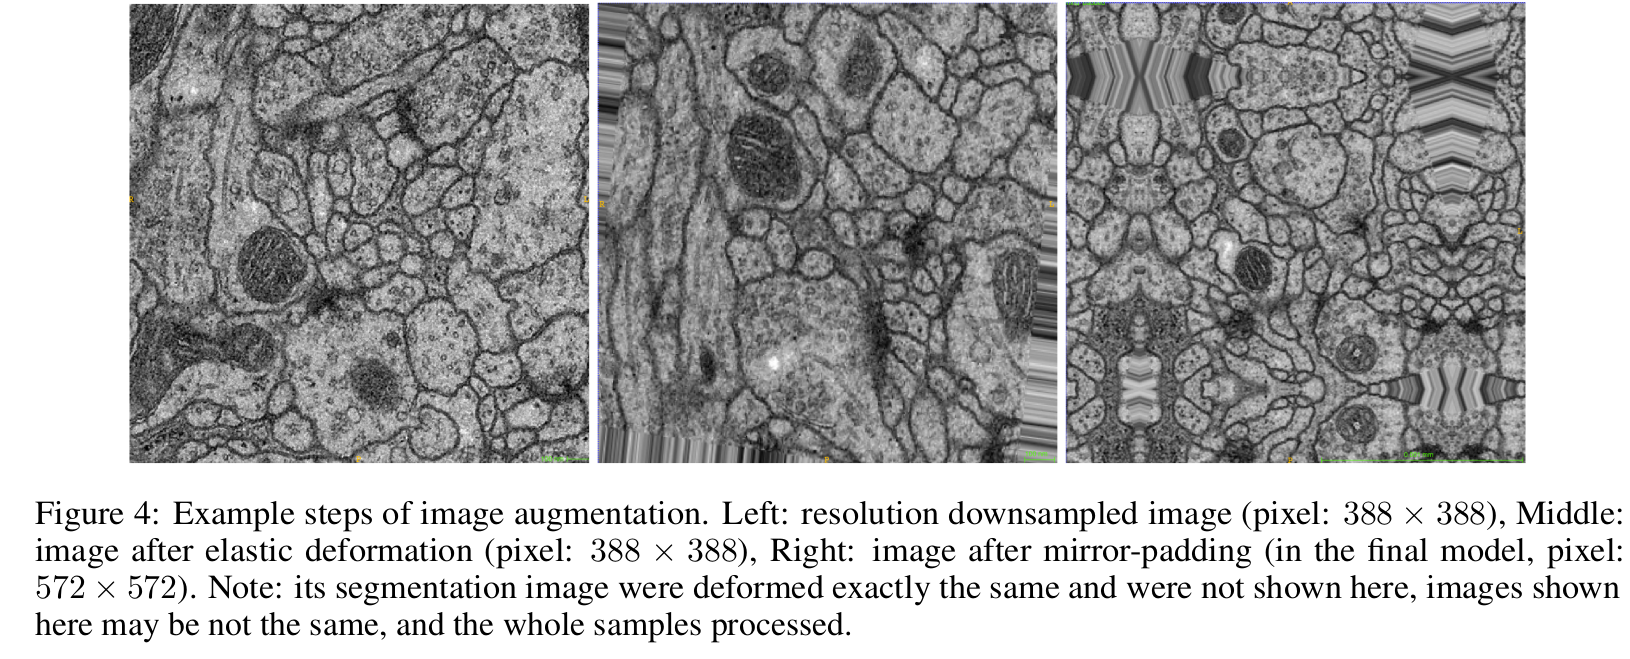 Figure 4: Example steps of image augmentation. Left: resolution downsampled image (pixel: 388 × 388), Middle:
image after elastic deformation (pixel: 388 × 388), Right: image after mirror-padding (in the final model, pixel:
572 × 572). Note: its segmentation image were deformed exactly the same and were not shown here, images shown
here may be not the same, and the whole samples processed.